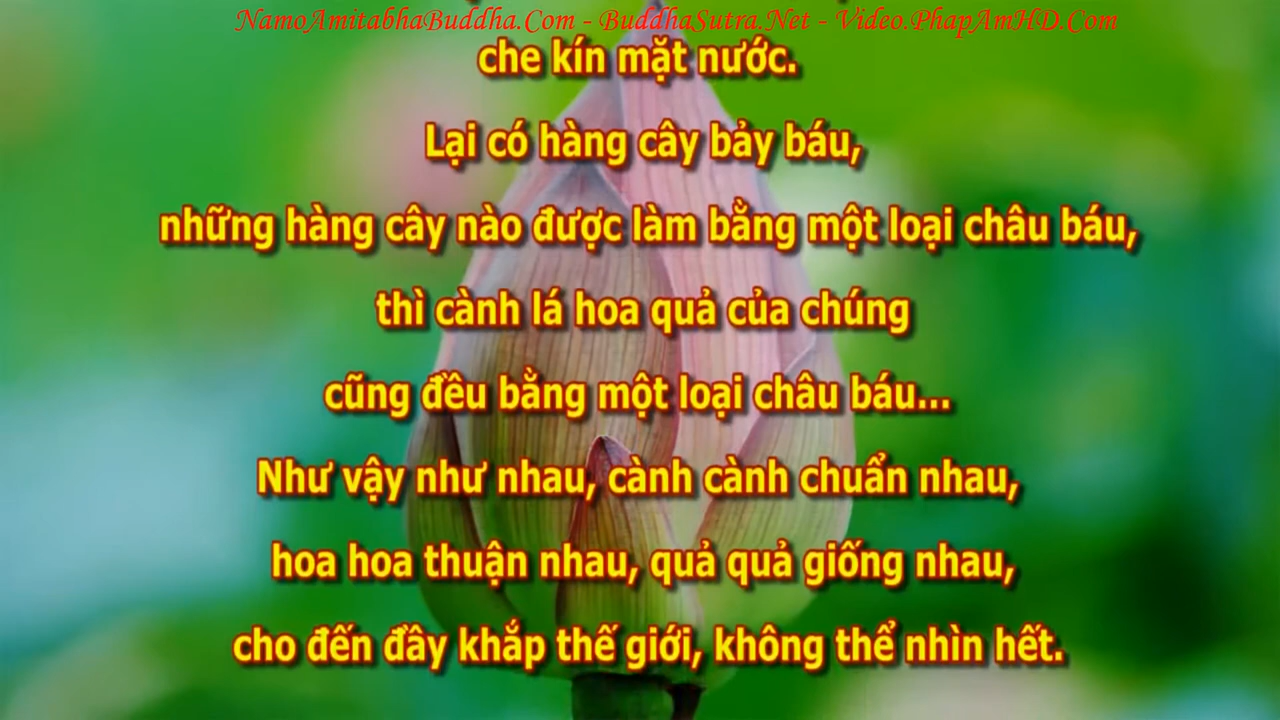 NamoAmitabhaBuddha.Com - BuddhaSutra.Net - Video.PhapAmHD.Com
che kín mặt nước.
Lại có hàng cây bảy báu,
những hàng cây nào được làm bằng một loại châu báu,
thì cành lá hoa quả của chúng
cũng đều bằng một loại châu báu...
Như vậy như nhau, cành cành chuẩn nhau,
hoa hoa thuận nhau, quả quả giống nhau,
cho đến đầy khắp thế giới, không thể nhìn hết.